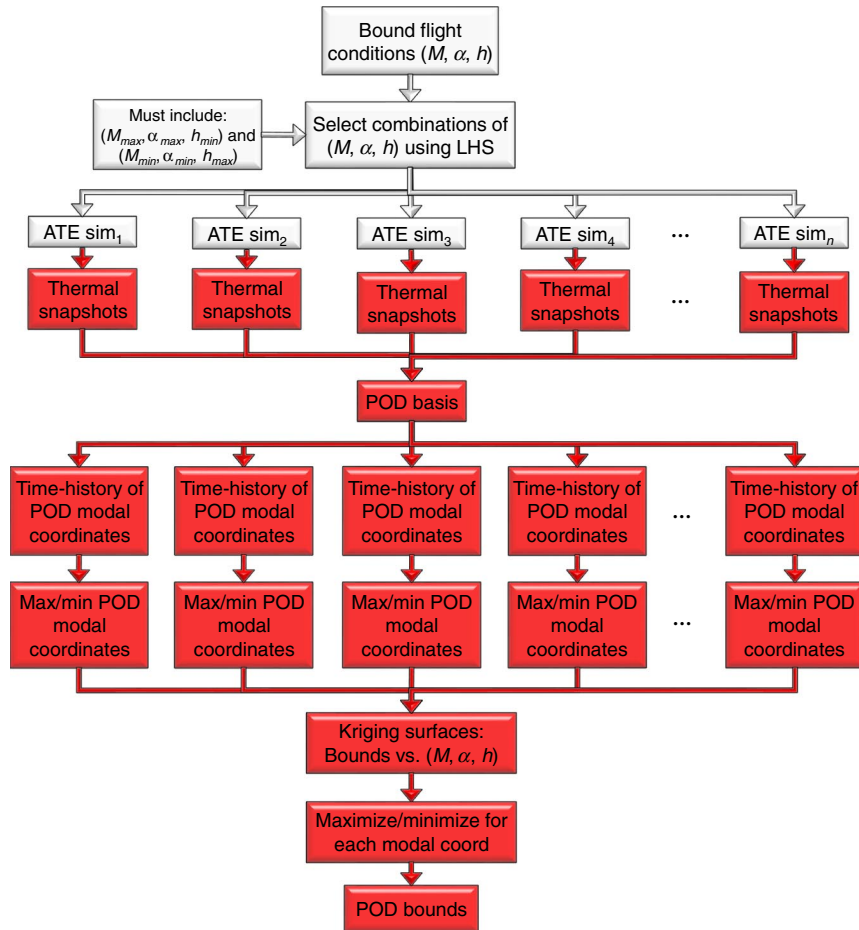 Bound flight
conditions (M, α, h)
Must include:
(Mmax, αmax, hmin) and
(Mmin, αmin, hmax)
Select combinations of
(M, α, h) using LHS
ATE sim1
ATE sim2
ATE sim3
ATE sim4
...
ATE simn
Thermal
snapshots
Thermal
snapshots
Thermal
snapshots
Thermal
snapshots
...
Thermal
snapshots
POD basis
Time-history of
POD modal
coordinates
Time-history of
POD modal
coordinates
Time-history of
POD modal
coordinates
Time-history of
POD modal
coordinates
...
Time-history of
POD modal
coordinates
Max/min POD
modal
coordinates
Max/min POD
modal
coordinates
Max/min POD
modal
coordinates
Max/min POD
modal
coordinates
...
Max/min POD
modal
coordinates
Kriging surfaces:
Bounds vs. (M, α, h)
Maximize/minimize for
each modal coord
POD bounds